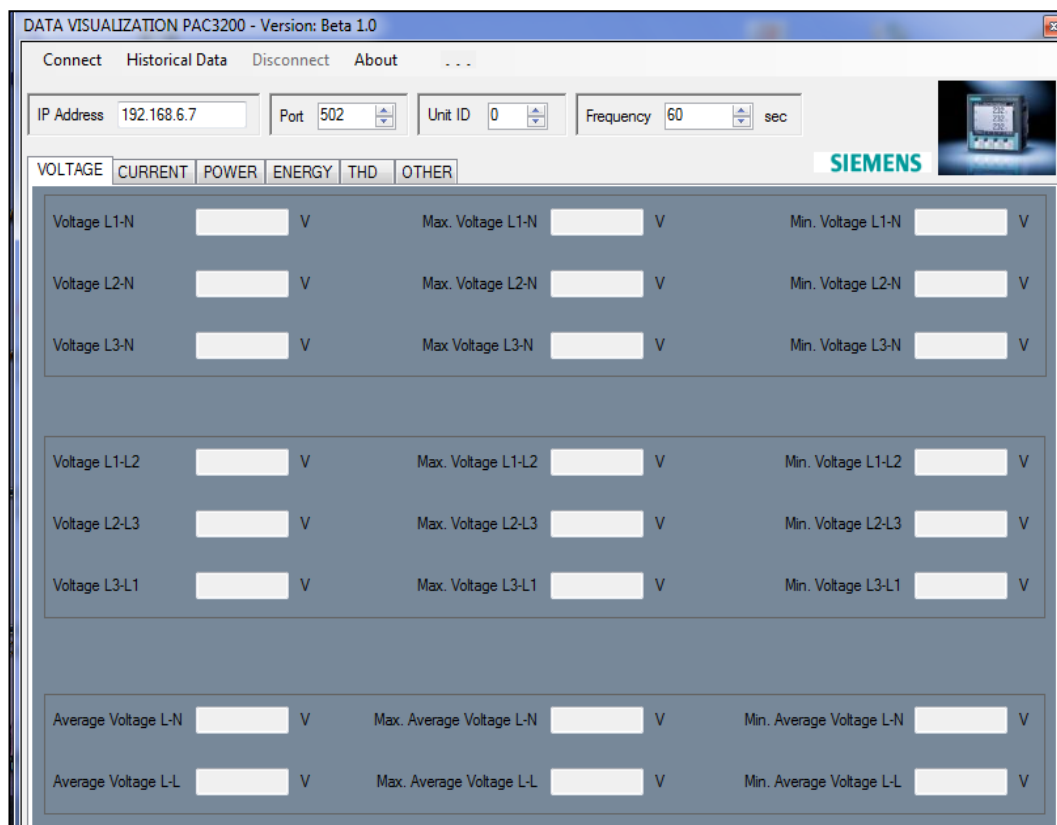 DATA VISUALIZATION PAC3200 - Version: Beta 1.0
Connect Historical Data Disconnect About ...
IP Address 192.168.6.7 Port 502 Unit ID 0 Frequency 60 sec
SIEMENS
VOLTAGE CURRENT POWER ENERGY THD OTHER
Voltage L1-N V Max. Voltage L1-N V Min. Voltage L1-N V
Voltage L2-N V Max. Voltage L2-N V Min. Voltage L2-N V
Voltage L3-N V Max Voltage L3-N V Min. Voltage L3-N V
Voltage L1-L2 V Max. Voltage L1-L2 V Min. Voltage L1-L2 V
Voltage L2-L3 V Max. Voltage L2-L3 V Min. Voltage L2-L3 V
Voltage L3-L1 V Max. Voltage L3-L1 V Min. Voltage L3-L1 V
Average Voltage L-N V Max. Average Voltage L-N V Min. Average Voltage L-N V
Average Voltage L-L V Max. Average Voltage L-L V Min. Average Voltage L-L V